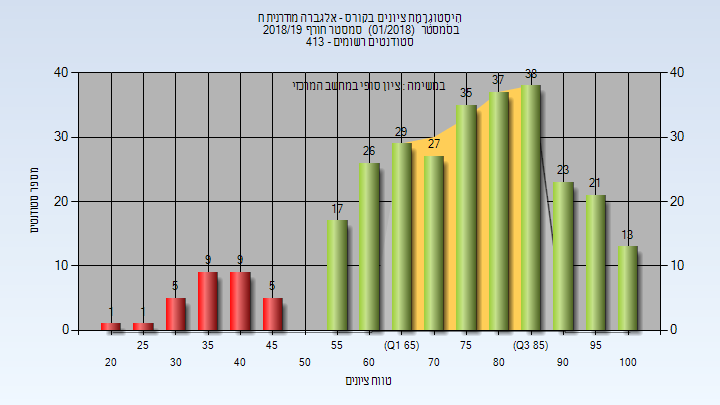 הִיסטוֹגְרָמַת ציונים בקורס - אלגברה מודרנית ח
בסמסטר (01/2018) סמסטר חורף 2018/19
סטודנטים רשומים - 413
במשימה : ציון סופי במחשב המרכזי
40 40
30 30
20 20
10 10
0 0
1 1 5 9 9 5 17 26 29 27 35 37 38 23 21 13
מספר סטודנטים
25 35 45 55 (Q1 65) 75 (Q3 85) 95
20 30 40 50 60 70 80 90 100
טווח ציונים